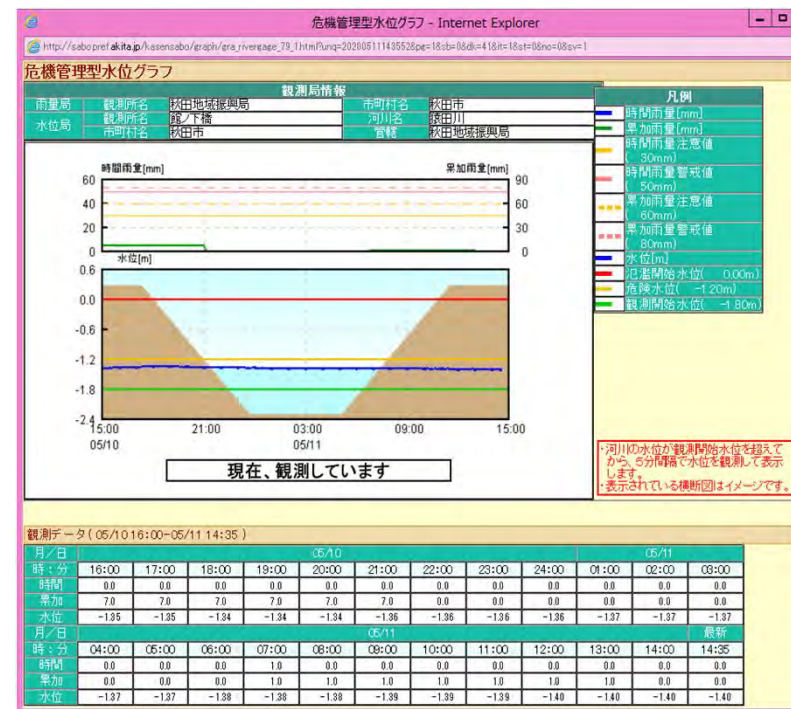 危機管理型水位グラフ - Internet Explorer
危機管理型水位グラフ
観測局情報
雨量局 観測所名 秋田地域振興局 市町村名 秋田市
水位局 観測所名 館ノ下橋 河川名 猿田川
市町村名 秋田市 管轄 秋田地域振興局
凡例
時間雨量[mm]
累加雨量[mm]
時間雨量注意値
( 30mm)
時間雨量警戒値
( 50mm)
累加雨量注意値
( 60mm)
累加雨量警戒値
( 80mm)
水位[m]
氾濫開始水位( 0.00m)
危険水位( -1.20m)
観測開始水位( -1.80m)
時間雨量[mm] 累加雨量[mm]
60 90
40 60
20 30
0 0
水位[m]
0.6
0.0
-0.6
-1.2
-1.8
-2.4
15:00 21:00 03:00 09:00 15:00
05/10 05/11
現在、観測しています
・河川の水位が観測開始水位を超えて
から、5分間隔で水位を観測して表示
します。
・表示されている横断図はイメージです。
観測データ( 05/10 16:00-05/11 14:35 )
月/日 05/10 05/11
時:分 16:00 17:00 18:00 19:00 20:00 21:00 22:00 23:00 24:00 01:00 02:00 03:00
時間 0.0 0.0 0.0 0.0 0.0 0.0 0.0 0.0 0.0 0.0 0.0 0.0
累加 7.0 7.0 7.0 7.0 7.0 7.0 0.0 0.0 0.0 0.0 0.0 0.0
水位 -1.35 -1.35 -1.34 -1.34 -1.34 -1.36 -1.36 -1.36 -1.36 -1.37 -1.37 -1.37
月/日 05/11 最新
時:分 04:00 05:00 06:00 07:00 08:00 09:00 10:00 11:00 12:00 13:00 14:00 14:35
時間 0.0 0.0 0.0 1.0 0.0 0.0 0.0 0.0 0.0 0.0 0.0 0.0
累加 0.0 0.0 0.0 1.0 1.0 1.0 1.0 1.0 1.0 1.0 0.0 0.0
水位 -1.37 -1.37 -1.38 -1.38 -1.38 -1.39 -1.39 -1.39 -1.40 -1.40 -1.40 -1.40